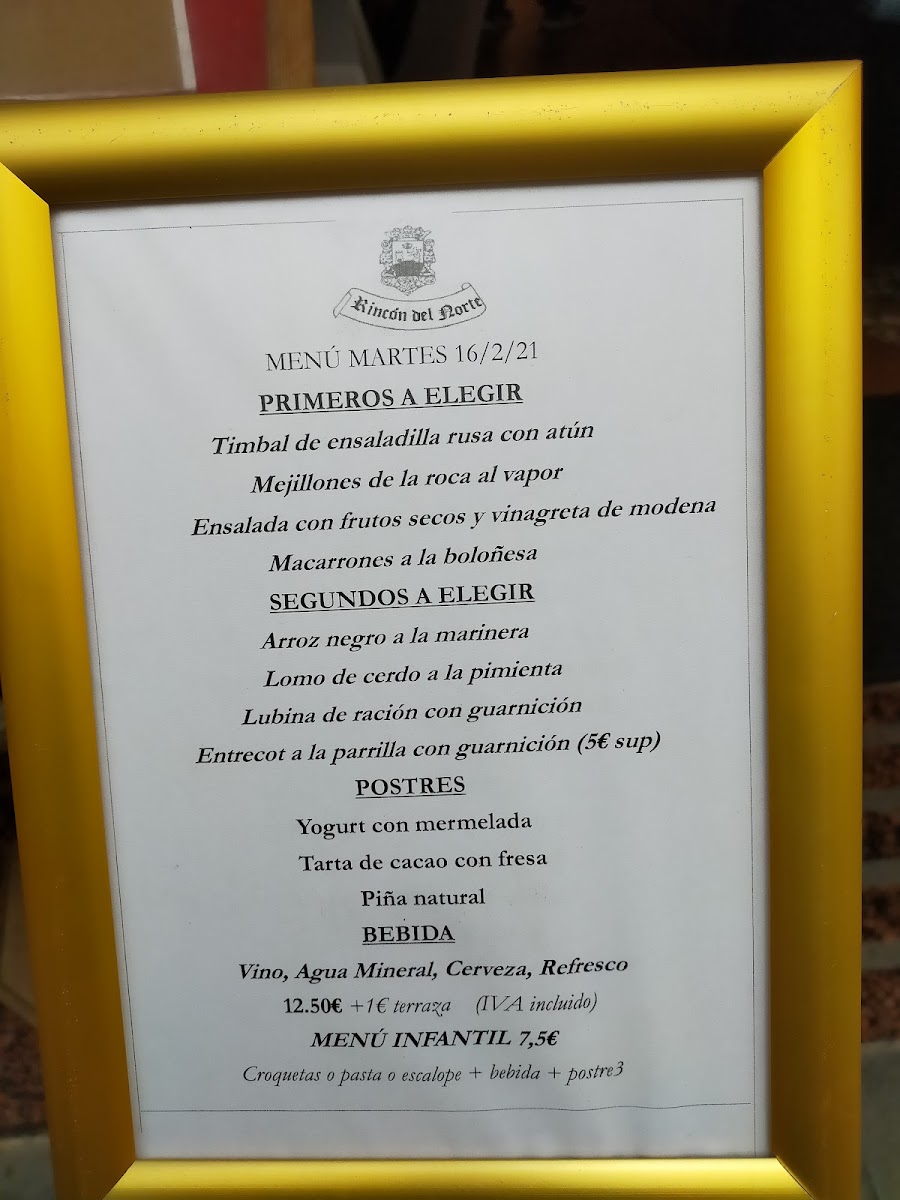 Rincón del Norte
MENÚ MARTES 16/2/21
PRIMEROS A ELEGIR
Timbal de ensaladilla rusa con atún
Mejillones de la roca al vapor
Ensalada con frutos secos y vinagreta de modena
Macarrones a la boloñesa
SEGUNDOS A ELEGIR
Arroz negro a la marinera
Lomo de cerdo a la pimienta
Lubina de ración con guarnición
Entrecot a la parrilla con guarnición (5€ sup)
POSTRES
Yogurt con mermelada
Tarta de cacao con fresa
Piña natural
BEBIDA
Vino, Agua Mineral, Cerveza, Refresco
12.50€ +1€ terraza (IVA incluido)
MENÚ INFANTIL 7,5€
Croquetas o pasta o escalope + bebida + postre3